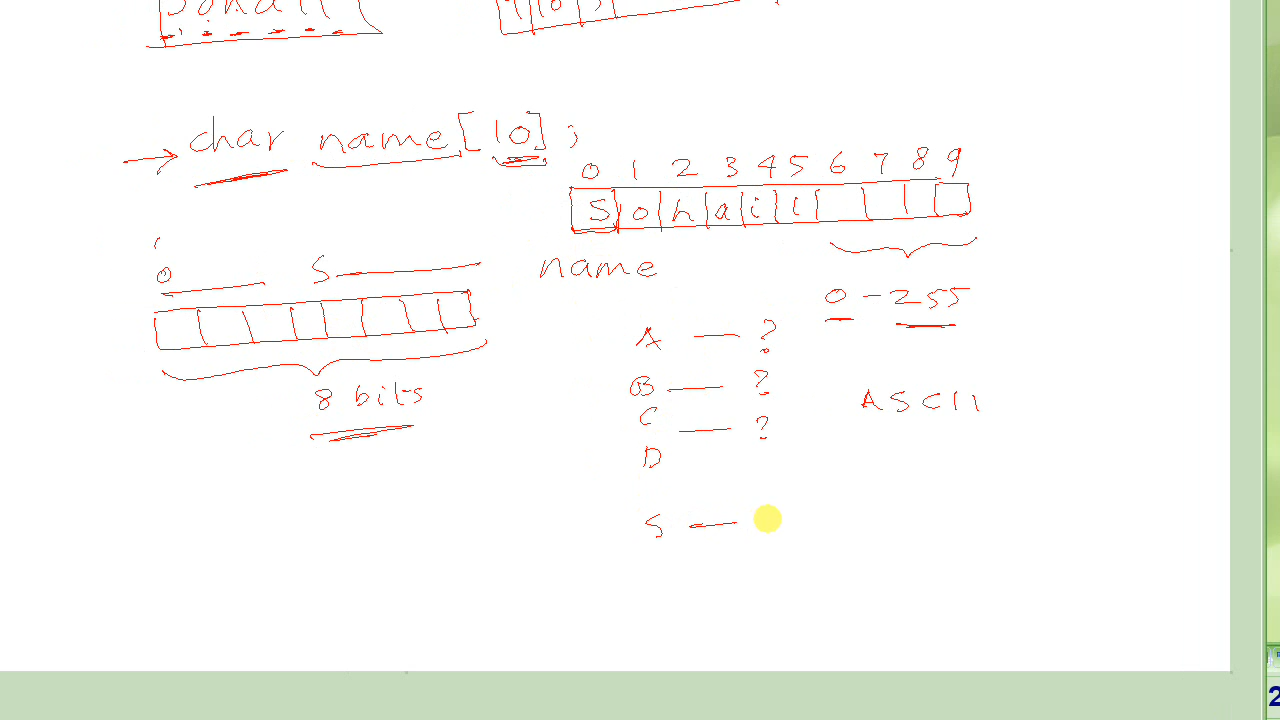 char name[10];
0 1 2 3 4 5 6 7 8 9
S o h a i l
0 S name
0 - 255
A — ?
B — ?
8 bits
ASCII
C — ?
D
S —
2